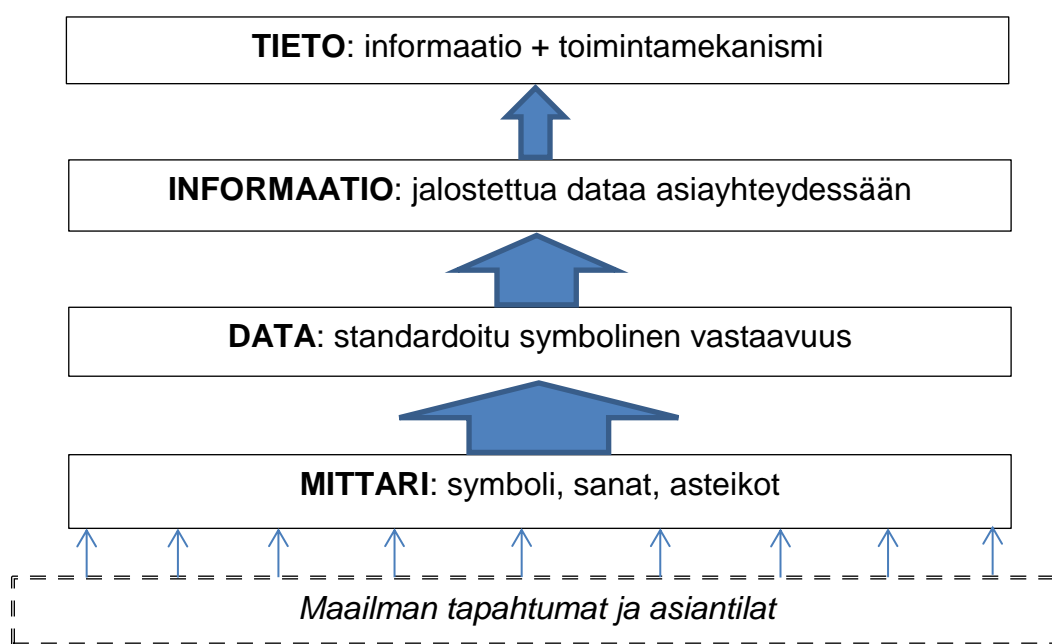 TIETO: informaatio + toimintamekanismi
INFORMAATIO: jalostettua dataa asiayhteydessään
DATA: standardoitu symbolinen vastaavuus
MITTARI: symboli, sanat, asteikot
Maailman tapahtumat ja asiantilat